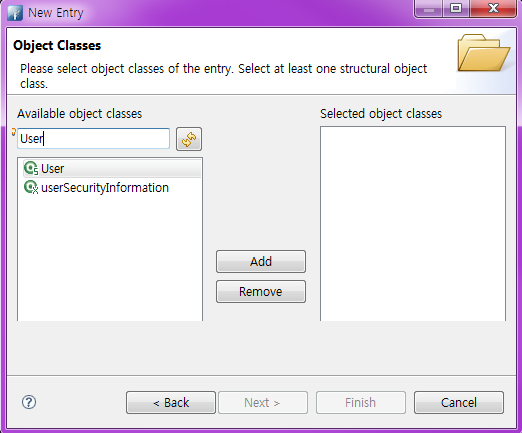 New Entry
Object Classes
Please select object classes of the entry. Select at least one structural object
class.
Available object classes
Selected object classes
User
User
userSecurityInformation
Add
Remove
< Back
Next >
Finish
Cancel